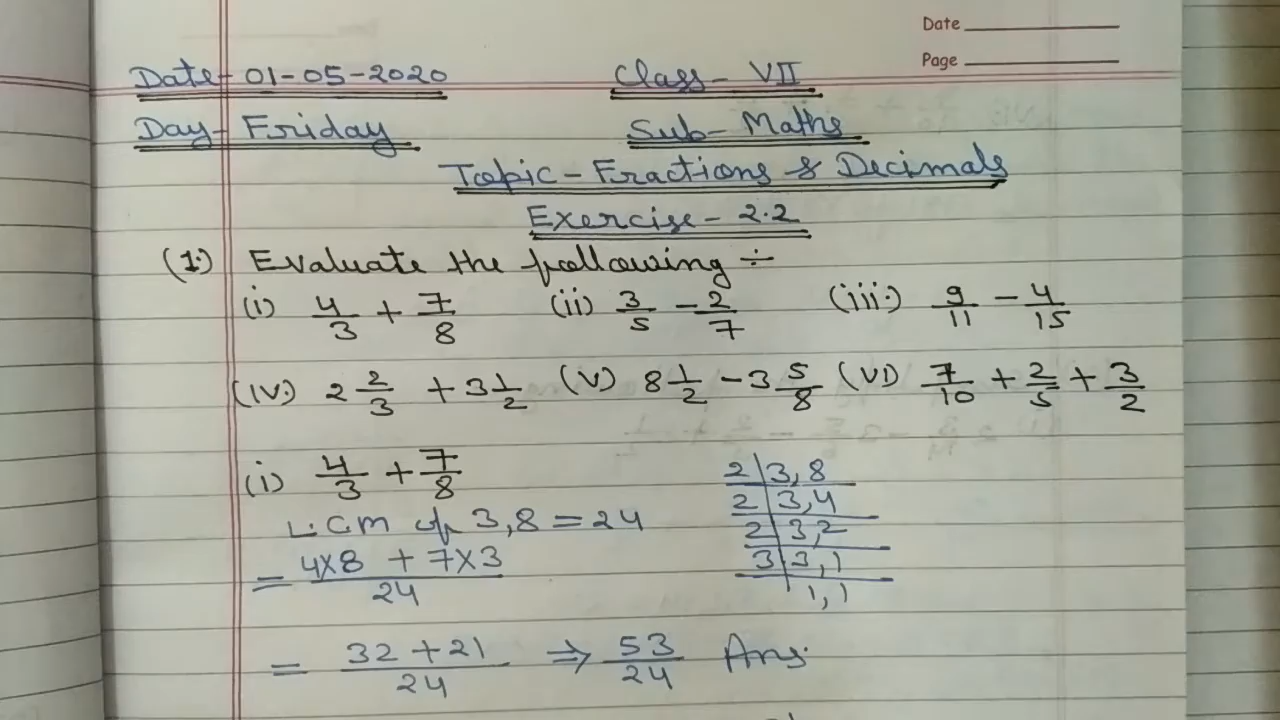 Date
Page
Date- 01-05-2020 Class- VII
Day- Friday Sub- Maths
Topic - Fractions & Decimals
Exercise - 2.2
(1.) Evaluate the following ÷
(i) 4/3 + 7/8 (ii) 3/5 - 2/7 (iii.) 9/11 - 4/15
(IV.) 2 2/3 + 3 1/2 (V) 8 1/2 - 3 5/8 (VI) 7/10 + 2/5 + 3/2
(i) 4/3 + 7/8
L.C.M of 3,8 = 24
= 4x8 + 7x3 / 24
= 32 + 21 / 24 ⇒ 53/24 Ans.
2 | 3, 8
2 | 3, 4
2 | 3, 2
3 | 3, 1
1, 1